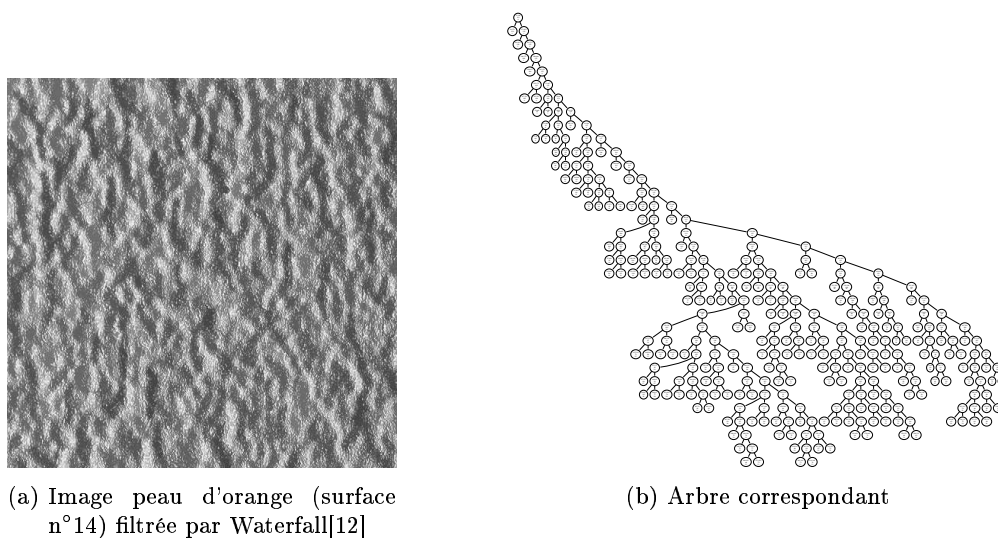 (a) Image peau d'orange (surface
n°14) filtrée par Waterfall[12]
(b) Arbre correspondant